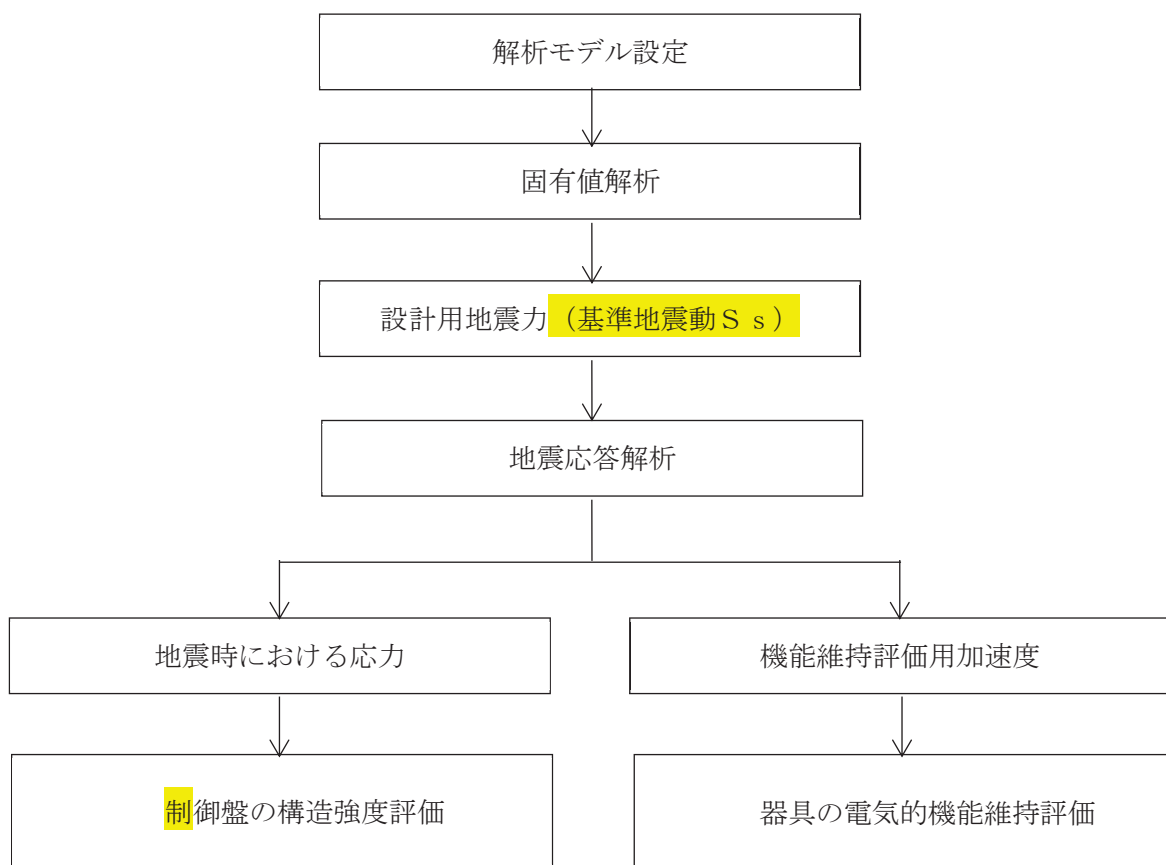 解析モデル設定
固有値解析
設計用地震力（基準地震動Ｓｓ）
地震応答解析
地震時における応力
機能維持評価用加速度
制御盤の構造強度評価
器具の電気的機能維持評価